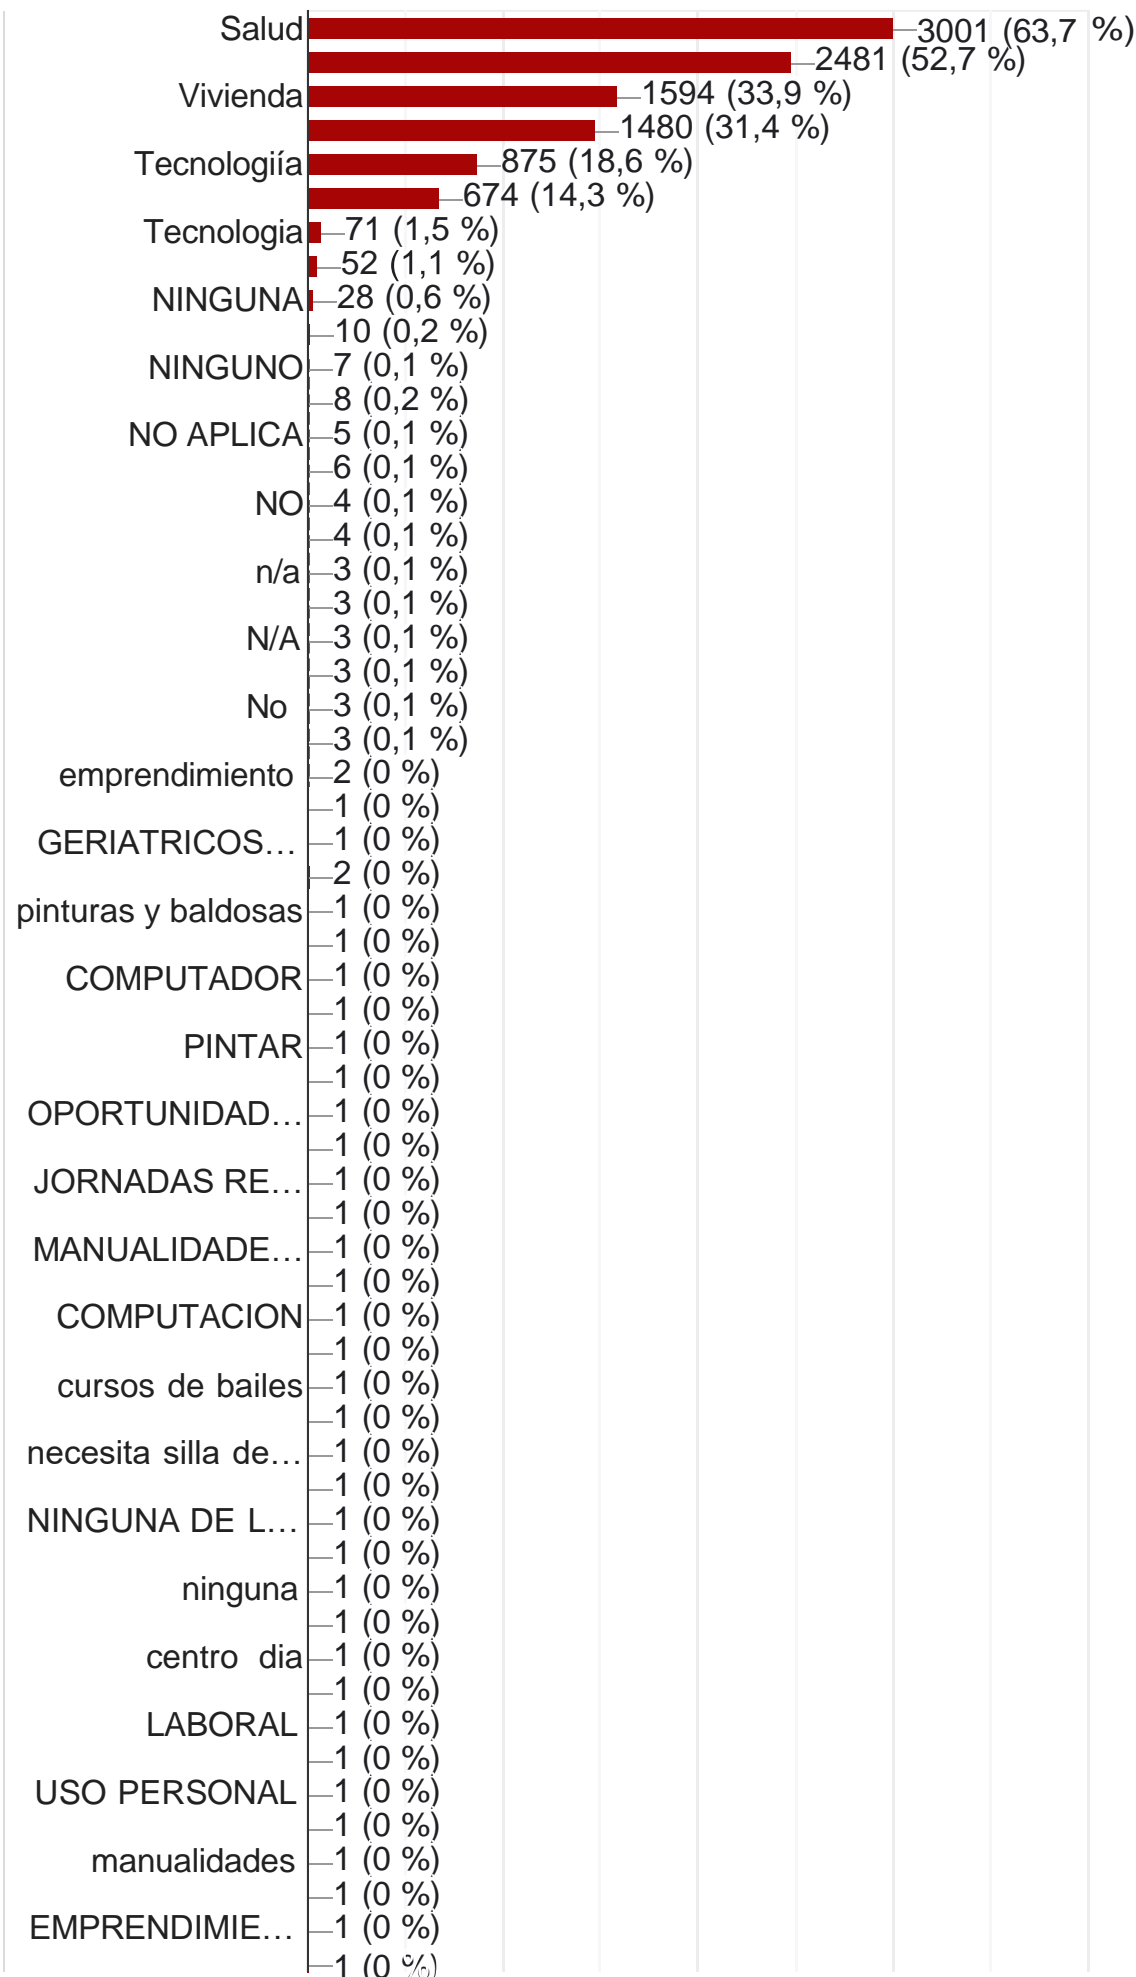 Salud 3001 (63,7 %)
2481 (52,7 %)
Vivienda 1594 (33,9 %)
1480 (31,4 %)
Tecnologiía 875 (18,6 %)
674 (14,3 %)
Tecnologia 71 (1,5 %)
52 (1,1 %)
NINGUNA 28 (0,6 %)
10 (0,2 %)
NINGUNO 7 (0,1 %)
8 (0,2 %)
NO APLICA 5 (0,1 %)
6 (0,1 %)
NO 4 (0,1 %)
4 (0,1 %)
n/a 3 (0,1 %)
3 (0,1 %)
N/A 3 (0,1 %)
3 (0,1 %)
No 3 (0,1 %)
3 (0,1 %)
emprendimiento 2 (0 %)
1 (0 %)
GERIATRICOS… 1 (0 %)
2 (0 %)
pinturas y baldosas 1 (0 %)
1 (0 %)
COMPUTADOR 1 (0 %)
1 (0 %)
PINTAR 1 (0 %)
1 (0 %)
OPORTUNIDAD… 1 (0 %)
1 (0 %)
JORNADAS RE… 1 (0 %)
1 (0 %)
MANUALIDADE… 1 (0 %)
1 (0 %)
COMPUTACION 1 (0 %)
1 (0 %)
cursos de bailes 1 (0 %)
1 (0 %)
necesita silla de… 1 (0 %)
1 (0 %)
NINGUNA DE L… 1 (0 %)
1 (0 %)
ninguna 1 (0 %)
1 (0 %)
centro dia 1 (0 %)
1 (0 %)
LABORAL 1 (0 %)
1 (0 %)
USO PERSONAL 1 (0 %)
1 (0 %)
manualidades 1 (0 %)
1 (0 %)
EMPRENDIMIE… 1 (0 %)
1 (0 %)